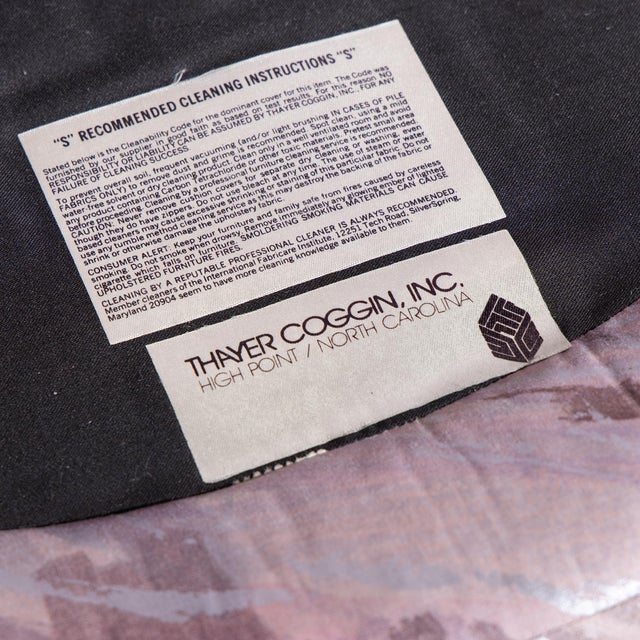 "S" RECOMMENDED CLEANING INSTRUCTIONS "S"
Stated below is the Cleanability Code for the dominant cover for this item. The Code was
furnished by our supplier in good faith as based on test results. For this reason NO
RESPONSIBILITY OR LIABILITY CAN BE ASSUMED BY THAYER COGGIN, INC. FOR ANY
FAILURE OF CLEANING SUCCESS
To prevent overall soil, frequent vacuuming (and/or light brushing IN CASES OF PILE
FABRICS ONLY) to remove dust and grime is recommended. Spot clean, using a mild
water-free solvent or dry cleaning product. Clean only in a well ventilated room and avoid
any product containing Carbon Tetrachloride or other toxic materials. Pretest small area
before proceeding. Cleaning by a professional furniture cleaning service is recommended.
CAUTION: Never remove cushion covers for separate Dry Cleaning or washing, even
though they do have zippers. Do not bleach at any time. The use of steam or water
based cleaners may cause excessive shrinking or staining of this particular fabric. Do not
use any tumble method cleaning service as it may destroy the backing of the fabric or
shrink or otherwise damage the upholstery fabric.
CONSUMER ALERT: Keep your furniture and family safe from fires caused by careless
smoking. Do not smoke when drowsy. Remove immediately any glowing ash or lighted
cigarette which falls on furniture. SMOLDERING SMOKING MATERIALS CAN CAUSE
UPHOLSTERED FURNITURE FIRES.
CLEANING BY A REPUTABLE PROFESSIONAL CLEANER IS ALWAYS RECOMMENDED.
Member cleaners of the International Fabricare Institute, 12251 Tech Road, SilverSpring,
Maryland 20904 seem to have more cleaning knowledge available to them.
THAYER COGGIN, INC.
HIGH POINT / NORTH CAROLINA